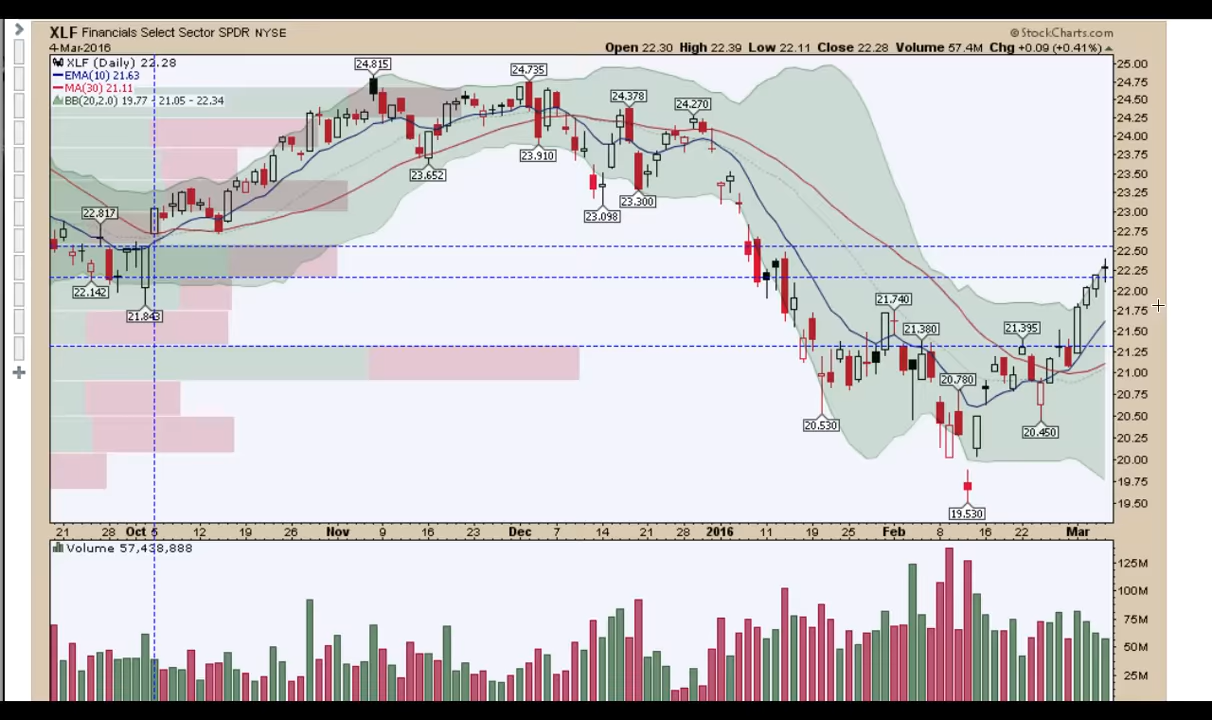 XLF Financials Select Sector SPDR NYSE
© StockCharts.com
4-Mar-2016
Open 22.30 High 22.39 Low 22.11 Close 22.28 Volume 57.4M Chg +0.09 (+0.41%)
XLF (Daily) 22.28
EMA(10) 21.63
MA(30) 21.11
BB(20,2.0) 19.77 - 21.05 - 22.34
24.815
24.735
24.378
24.270
23.910
23.652
23.300
23.098
22.817
22.142
21.843
21.740
21.380
21.395
20.780
20.530
20.450
19.530
25.00
24.75
24.50
24.25
24.00
23.75
23.50
23.25
23.00
22.75
22.50
22.25
22.00
21.75
21.50
21.25
21.00
20.75
20.50
20.25
20.00
19.75
19.50
21 28 Oct 5 12 19 26 Nov 9 16 23 Dec 7 14 21 28 2016 11 19 25 Feb 8 16 22 Mar
Volume 57,438,888
125M
100M
75M
50M
25M